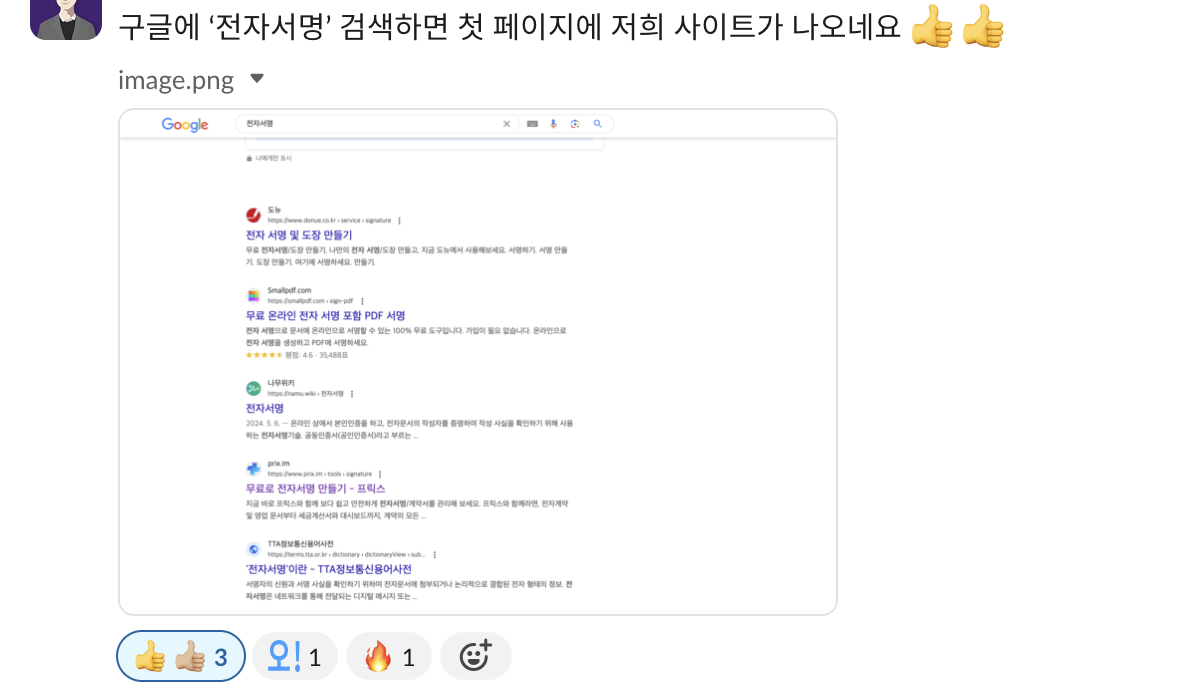 구글에 ‘전자서명’ 검색하면 첫 페이지에 저희 사이트가 나오네요 👍 👍
image.png
Google
전자서명
나에게만 표시
도뉴
https://www.donue.co.kr › service › signature
전자 서명 및 도장 만들기
무료 전자서명/도장 만들기. 나만의 전자 서명/도장 만들고, 지금 도뉴에서 사용해보세요. 서명하기. 서명 만들
기. 도장 만들기. 여기에 서명하세요. 만들기.
Smallpdf.com
https://smallpdf.com › sign-pdf
무료 온라인 전자 서명 포함 PDF 서명
전자 서명으로 문서에 온라인으로 서명할 수 있는 100% 무료 도구입니다. 가입이 필요 없습니다. 온라인으로
전자 서명을 생성하고 PDF에 서명하세요.
★★★★★ 평점: 4.6 · 35,488표
나무위키
https://namu.wiki › 전자서명
전자서명
2024. 5. 6. — 온라인 상에서 본인인증을 하고, 전자문서의 작성자를 증명하여 작성 사실을 확인하기 위해 사용
하는 전자서명기술. 공동인증서(공인인증서)라고 부르는 ...
prix.im
https://www.prix.im › tools › signature
무료로 전자서명 만들기 - 프릭스
지금 바로 프릭스와 함께 보다 쉽고 안전하게 전자서명/계약서를 관리해 보세요. 프릭스와 함께라면, 전자계약
및 영업 문서부터 세금계산서와 대시보드까지, 계약의 모든 ...
TTA정보통신용어사전
https://terms.tta.or.kr › dictionary › dictionaryView › sub...
'전자서명'이란 - TTA정보통신용어사전
서명자의 신원과 서명 사실을 확인하기 위하여 전자문서에 첨부되거나 논리적으로 결합된 전자 형태의 정보. 전
자서명은 네트워크를 통해 전달되는 디지털 메시지 또는 ...
3 오! 1 1